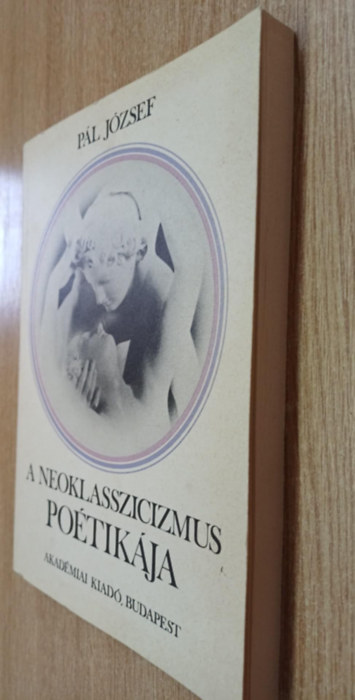 PÁL JÓZSEF
A NEOKLASSZICIZMUS
POÉTIKÁJA
AKADÉMIAI KIADÓ, BUDAPEST